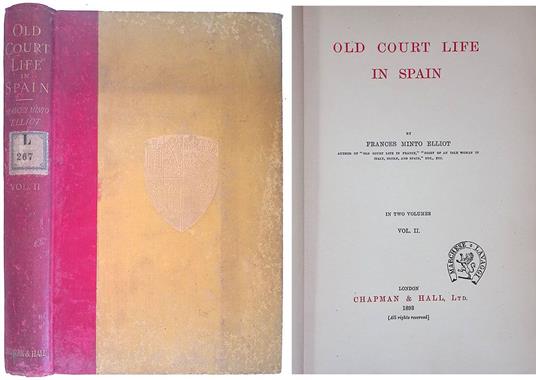 OLD
COURT
LIFE
IN
SPAIN
FRANCES MINTO
ELLIOT
L
267
VOL. II
& HALL
OLD COURT LIFE
IN SPAIN
BY
FRANCES MINTO ELLIOT
AUTHOR OF "OLD COURT LIFE IN FRANCE," "DIARY OF AN IDLE WOMAN IN
ITALY, SICILY, AND SPAIN," ETC., ETC.
IN TWO VOLUMES
VOL. II.
MARCHESE LAVAGGI
LONDON
CHAPMAN & HALL, LTD.
1893
[All rights reserved]